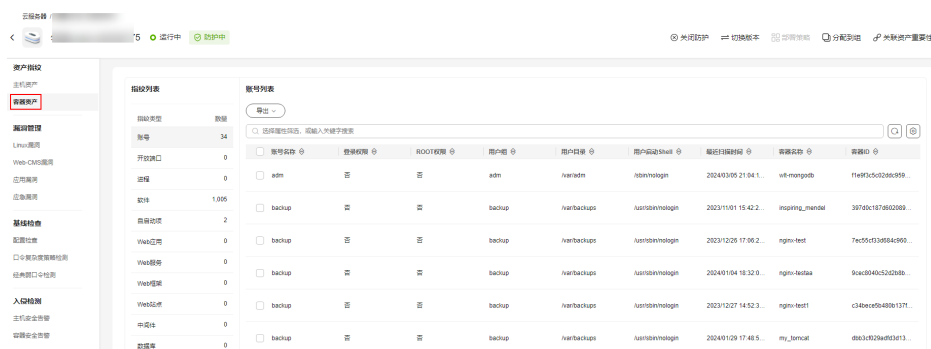 云服务器 /
75 运行中 防护中 关闭防护 切换版本 部署策略 分配到组 关联资产重要性
资产指纹
主机资产
容器资产
漏洞管理
Linux漏洞
Web-CMS漏洞
应用漏洞
应急漏洞
基线检查
配置检查
口令复杂度策略检测
经典弱口令检测
入侵检测
主机安全告警
容器安全告警
指纹列表
指纹类型 数量
账号 34
开放端口 0
进程 0
软件 1,005
自启动项 2
Web应用 0
Web服务 0
Web框架 0
Web站点 0
中间件 0
数据库 0
账号列表
导出
选择属性筛选，或输入关键字搜索
账号名称 登录权限 ROOT权限 用户组 用户目录 用户启动Shell 最近扫描时间 容器名称 容器ID
adm 否 否 adm /var/adm /sbin/nologin 2024/03/05 21:04:1... wlt-mongodb f1e9f3c5c02ddc959...
backup 否 否 backup /var/backups /usr/sbin/nologin 2023/11/01 15:42:2... inspiring_mendel 397d0c187d602089...
backup 否 否 backup /var/backups /usr/sbin/nologin 2023/12/26 17:06:2... nginx-test 7ec55cf33d684c960...
backup 否 否 backup /var/backups /usr/sbin/nologin 2024/01/04 18:32:0... nginx-testaa 9cec8040c52d2b8b...
backup 否 否 backup /var/backups /usr/sbin/nologin 2023/12/27 14:52:3... nginx-test1 c34bece5b480b137f...
backup 否 否 backup /var/backups /usr/sbin/nologin 2024/01/29 17:48:5... my_tomcat dbb3cf029adfd3d13...